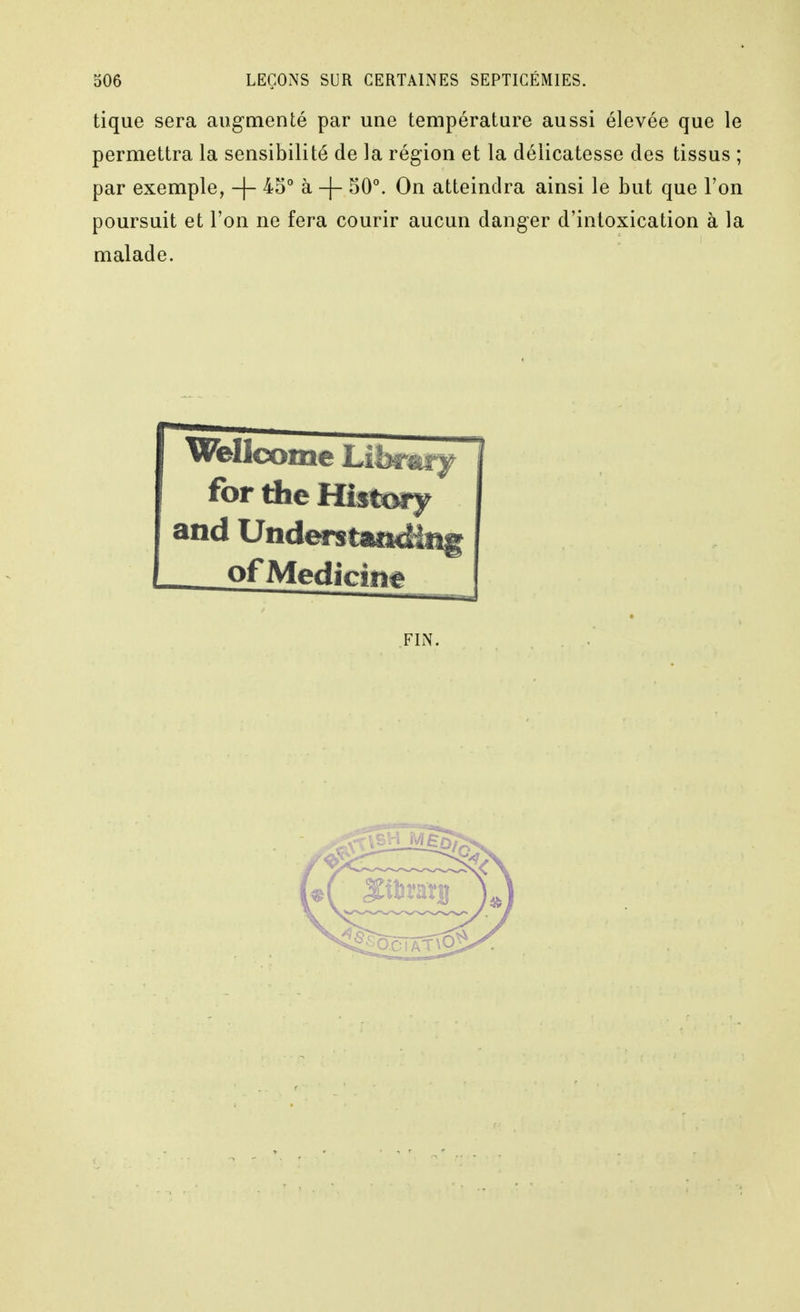 506 LEÇONS SUR CERTAINES SEPTICÉMIES.
tique sera augmenté par une température aussi élevée que le
permettra la sensibilité de la région et la délicatesse des tissus ;
par exemple, + 45° à + 50°. On atteindra ainsi le but que l'on
poursuit et l'on ne fera courir aucun danger d'intoxication à la
malade.
Wellcome Library
for the History
and Understanding
of Medicine
FIN.
BRITISH MEDICAL
Library
ASSOCIATION